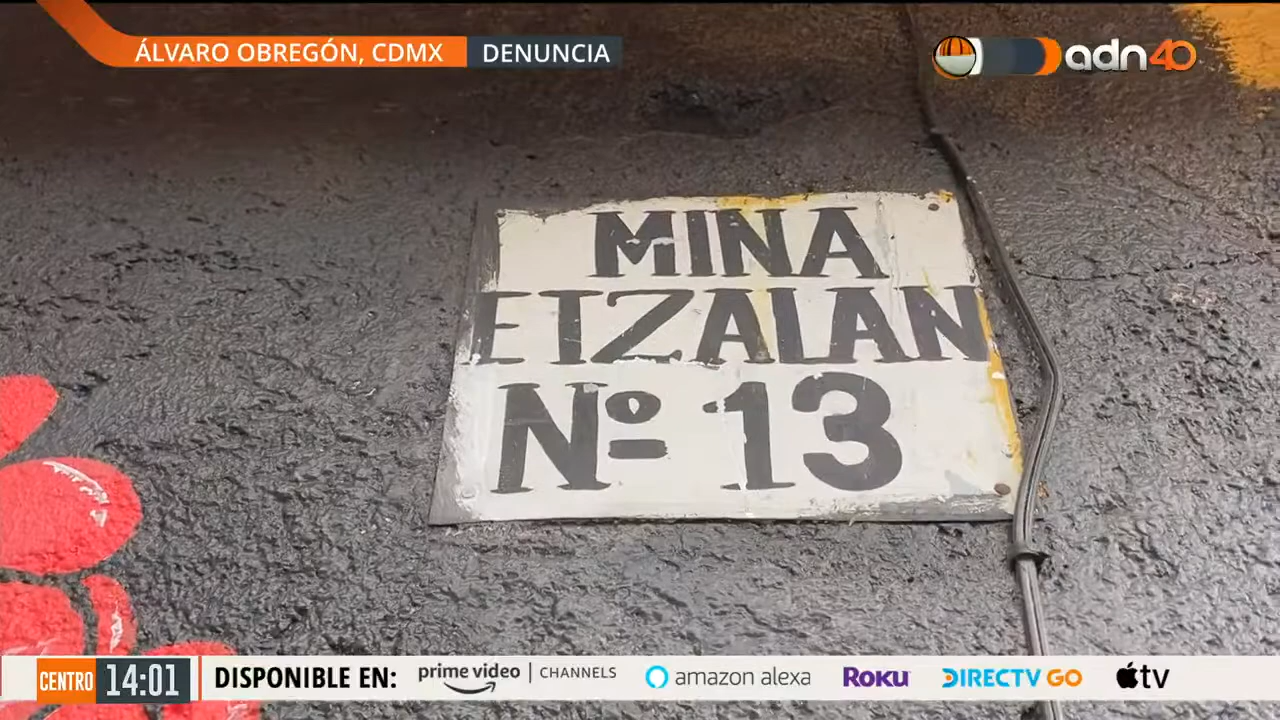 ÁLVARO OBREGÓN, CDMX DENUNCIA
adn40
MINA
ETZALAN
Nº 13
CENTRO 14:01 DISPONIBLE EN: prime video CHANNELS amazon alexa ROKU DIRECTV GO tv